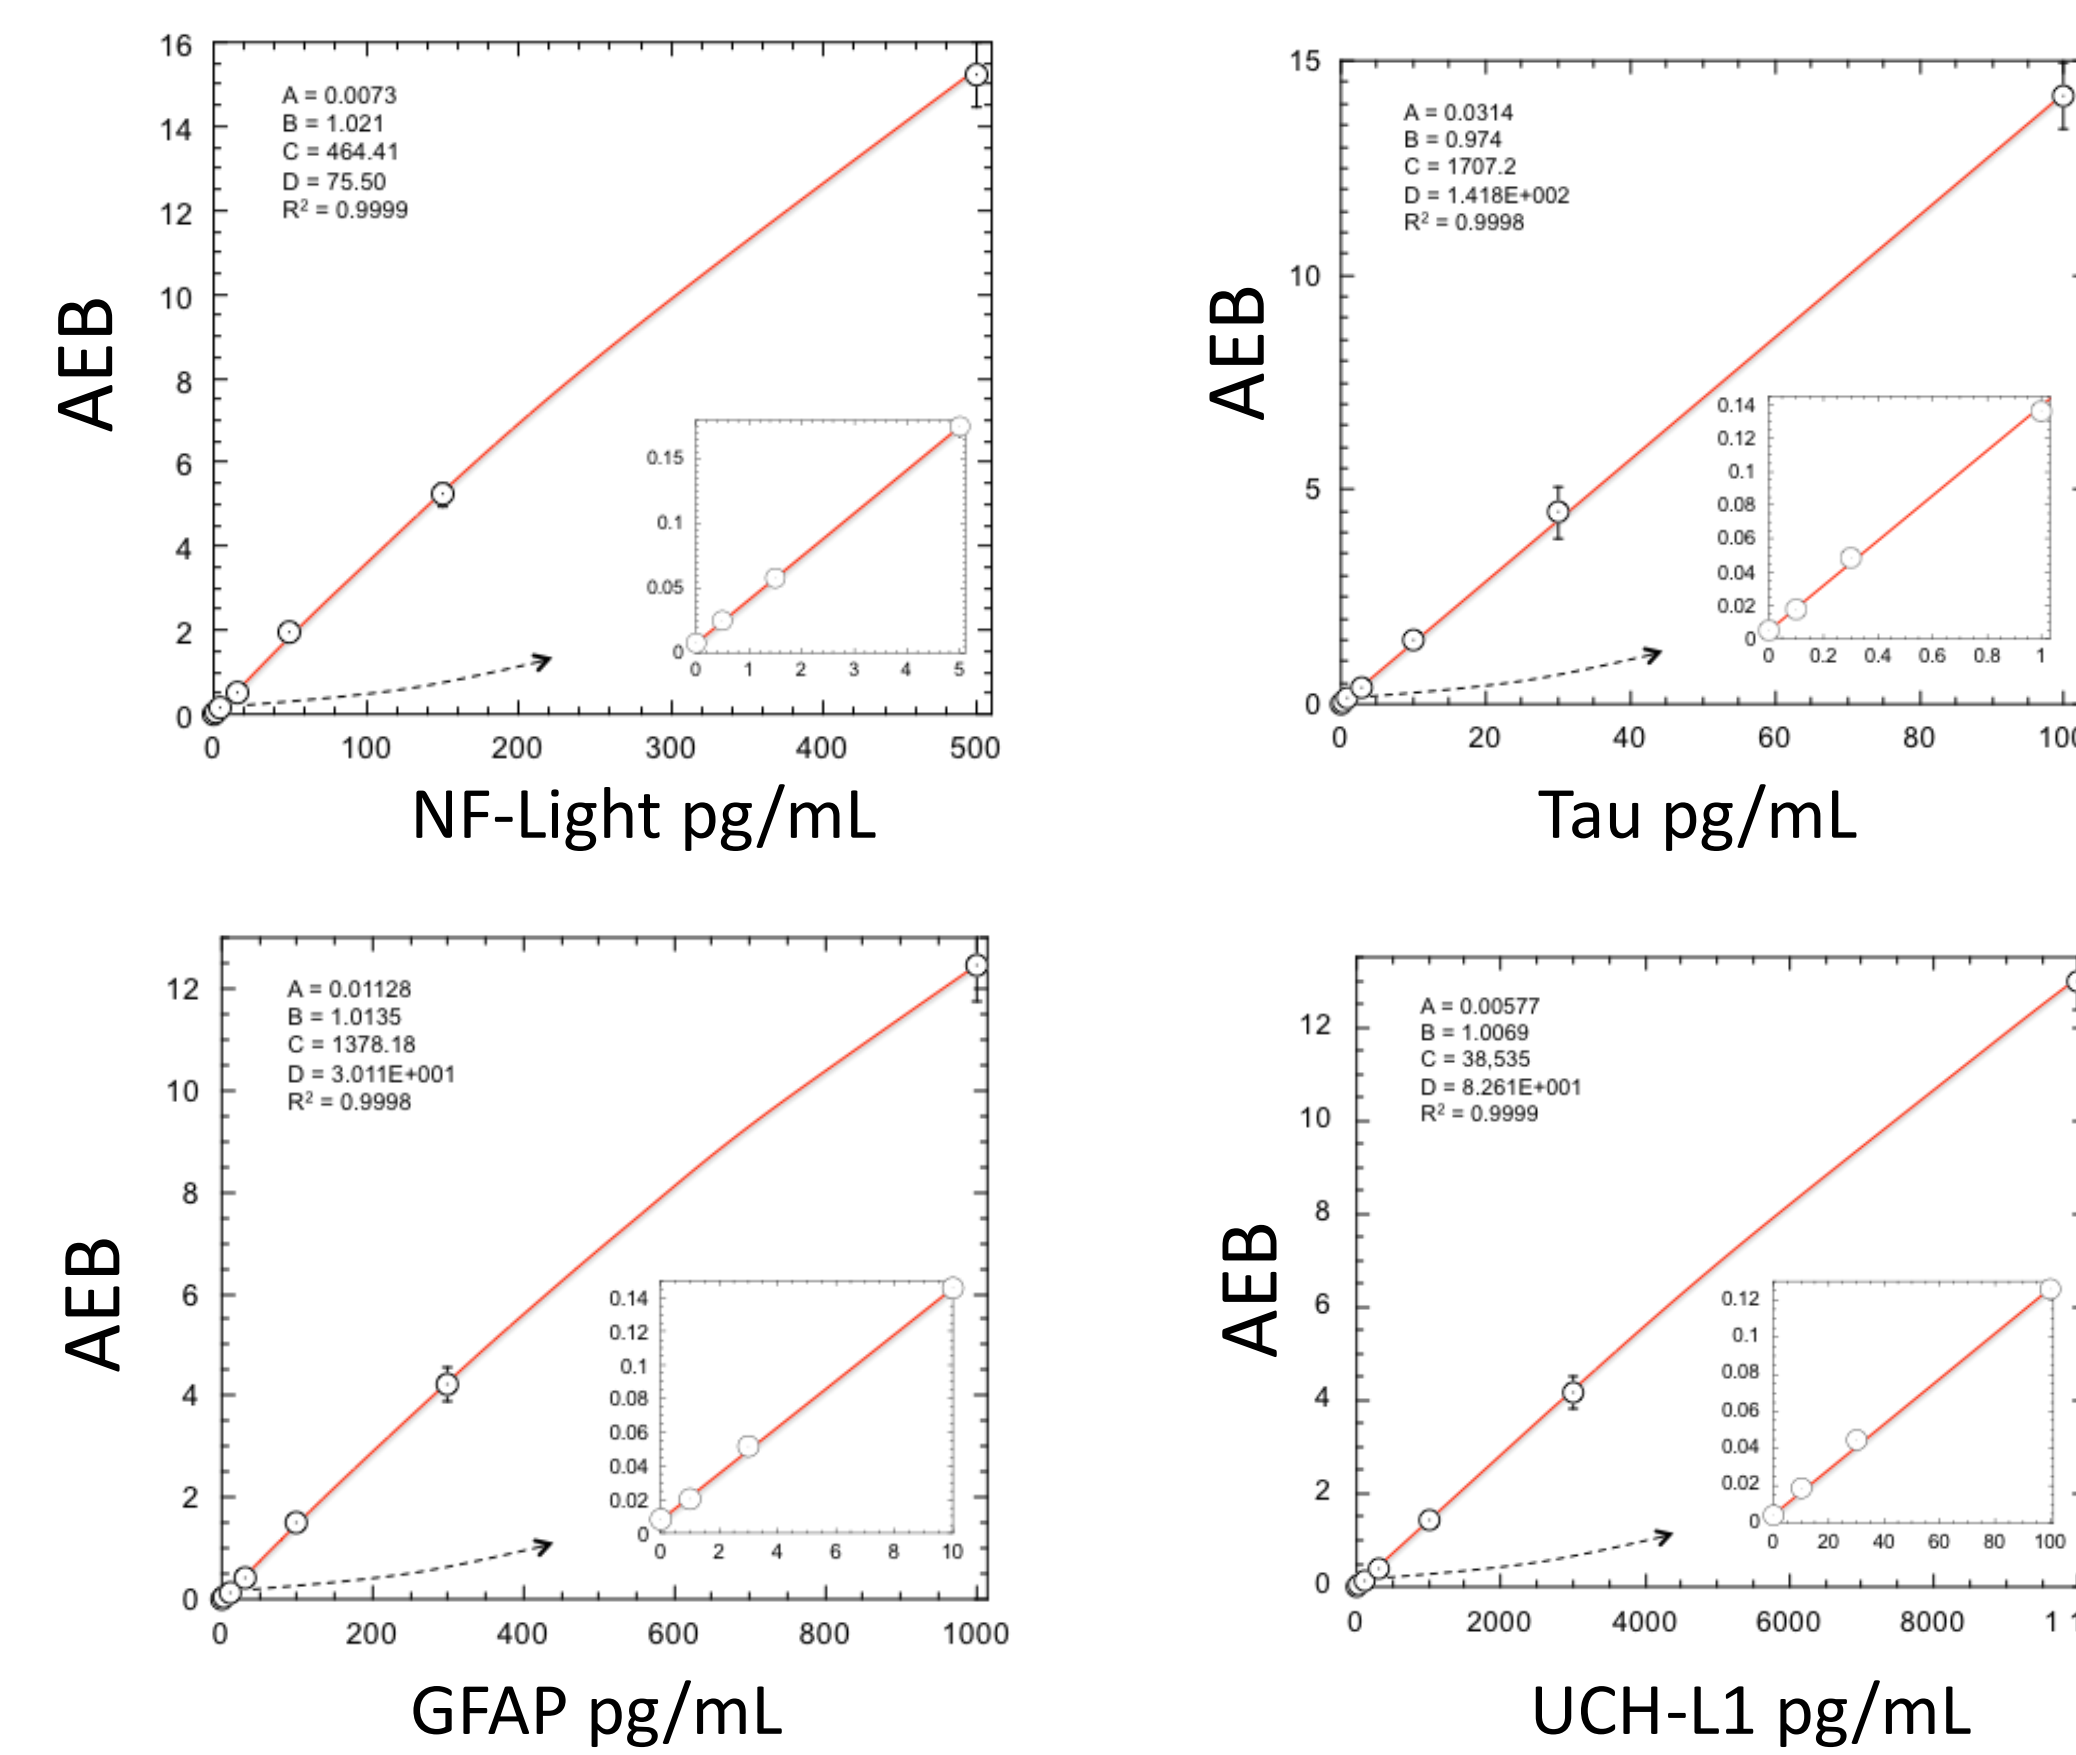 16
14
12
10
8
6
4
2
0
AEB
A = 0.0073
B = 1.021
C = 464.41
D = 75.50
R² = 0.9999
0.15
0.1
0.05
0
0 1 2 3 4 5
0 100 200 300 400 500
NF-Light pg/mL
15
10
5
0
AEB
A = 0.0314
B = 0.974
C = 1707.2
D = 1.418E+002
R² = 0.9998
0.14
0.12
0.1
0.08
0.06
0.04
0.02
0
0 0.2 0.4 0.6 0.8 1
0 20 40 60 80 100
Tau pg/mL
12
10
8
6
4
2
0
AEB
A = 0.01128
B = 1.0135
C = 1378.18
D = 3.011E+001
R² = 0.9998
0.14
0.12
0.1
0.08
0.06
0.04
0.02
0
0 2 4 6 8 10
0 200 400 600 800 1000
GFAP pg/mL
12
10
8
6
4
2
0
AEB
A = 0.00577
B = 1.0069
C = 38,535
D = 8.261E+001
R² = 0.9999
0.12
0.1
0.08
0.06
0.04
0.02
0
0 20 40 60 80 100
0 2000 4000 6000 8000
UCH-L1 pg/mL